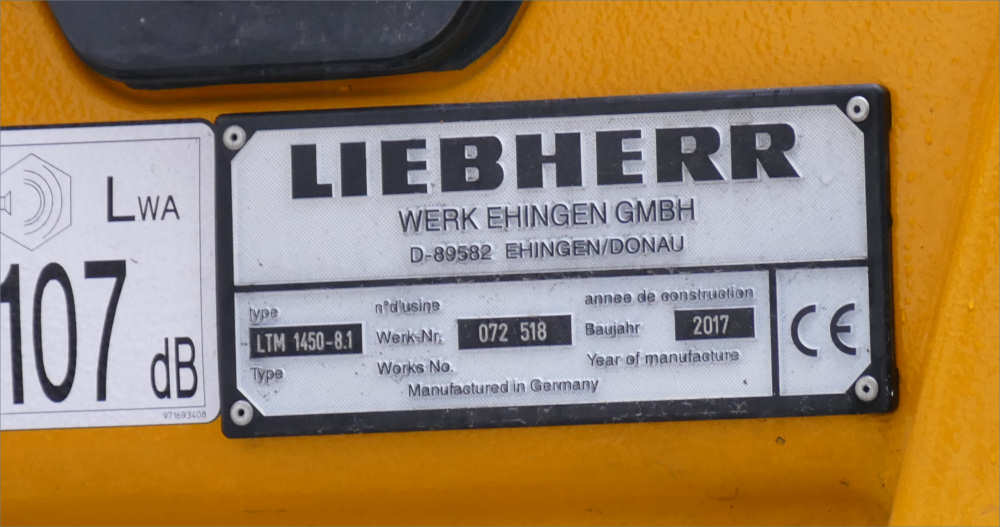 LWA
107
dB
971693408
LIEBHERR
WERK EHINGEN GMBH
D-89582 EHINGEN/DONAU
type
LTM 1450-8.1
Type
n°d'usine
Werk-Nr. 072 518
Works No.
annee de construction
Baujahr 2017
Year of manufacture
Manufactured in Germany
CE